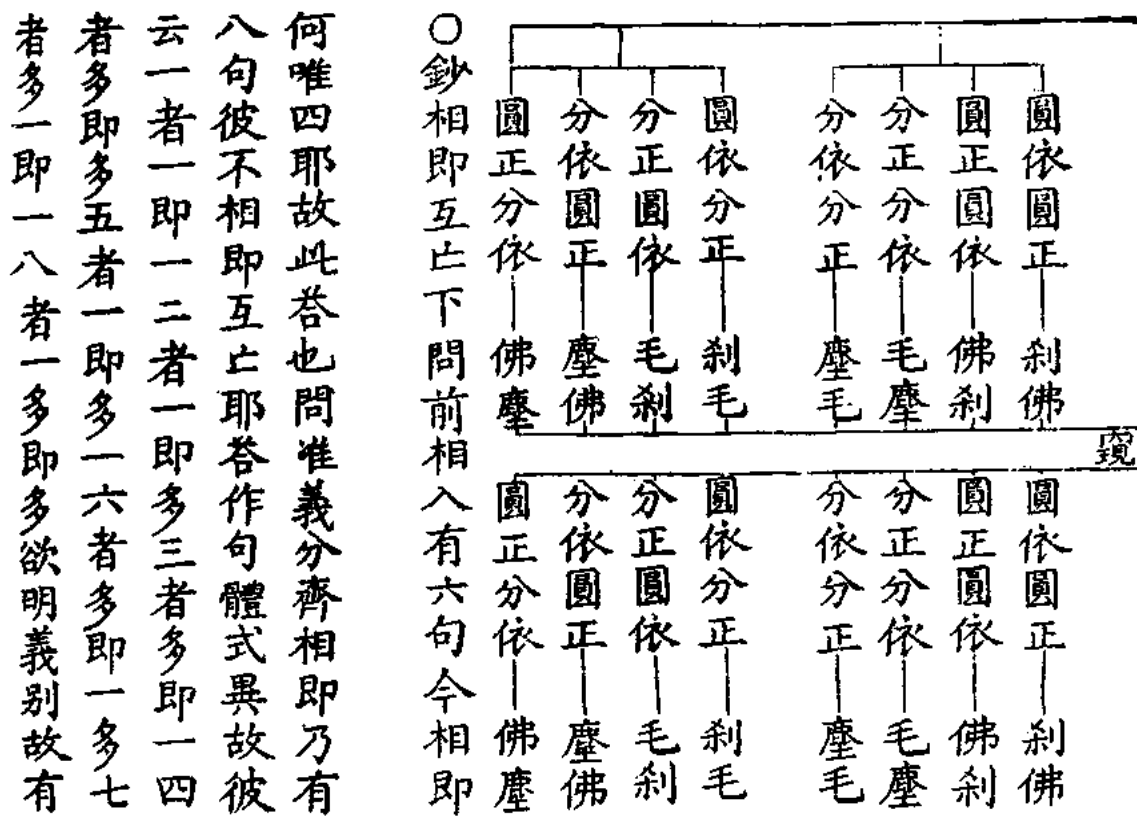 圓依圓正 刹佛
圓正圓依 佛刹
分正分依 毛塵
分依分正 塵毛
圓依分正 刹毛
分正圓依 毛刹
分依圓正 塵佛
圓正分依 佛塵
圓依圓正 刹佛
圓正圓依 佛刹
分正分依 毛塵
分依分正 塵毛
圓依分正 刹毛
分正圓依 毛刹
分依圓正 塵佛
圓正分依 佛塵
○鈔相即互亡下問前相入有六句今相即
何唯四耶故此荅也問准義分齊相即乃有
八句彼不相即互亡耶荅作句體式異故彼
云一者一即一二者一即多三者多即一四
者多即多五者一即多一六者多即一多七
者多一即一八者一多即多欲明義別故有